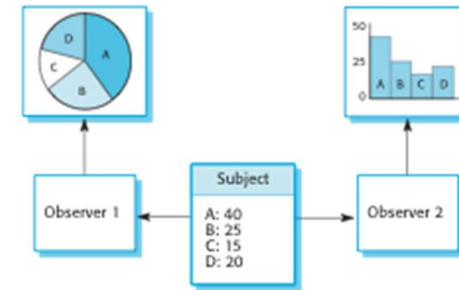 D
A
C
B
50
25
0
A B C D
Observer 1
Subject
A: 40
B: 25
C: 15
D: 20
Observer 2